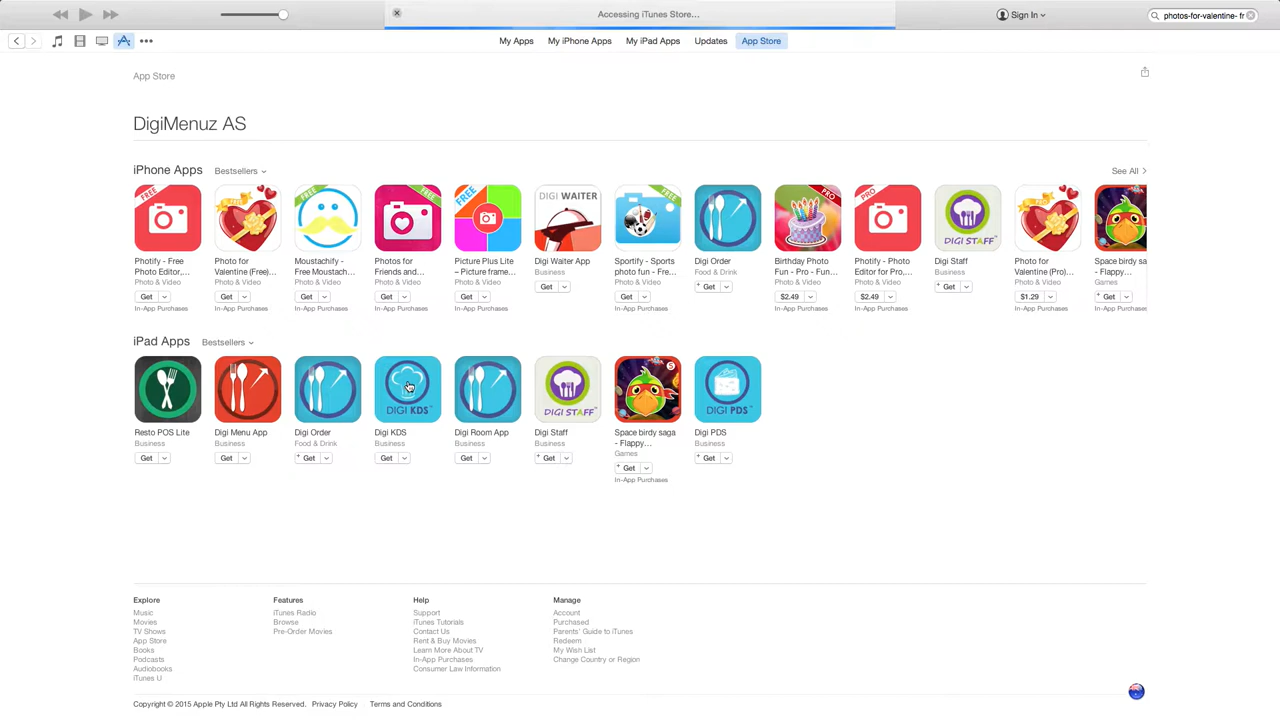 Accessing iTunes Store...
Sign In
photos-for-valentine- fr
My Apps
My iPhone Apps
My iPad Apps
Updates
App Store
App Store
DigiMenuz AS
iPhone Apps
Bestsellers
See All
FREE
FREE
FREE
FREE
FREE
DIGI WAITER
FREE
PRO
PRO
DIGI STAFF™
PRO
Photify - Free
Photo Editor,...
Photo & Video
Get
In-App Purchases
Photo for
Valentine (Free)...
Photo & Video
Get
In-App Purchases
Moustachify -
Free Moustach...
Photo & Video
Get
In-App Purchases
Photos for
Friends and...
Photo & Video
Get
In-App Purchases
Picture Plus Lite
– Picture frame...
Photo & Video
Get
In-App Purchases
Digi Waiter App
Business
Get
Sportify - Sports
photo fun - Fre...
Photo & Video
Get
In-App Purchases
Digi Order
Food & Drink
+ Get
Birthday Photo
Fun - Pro - Fun...
Photo & Video
$2.49
In-App Purchases
Photify - Photo
Editor for Pro,...
Photo & Video
$2.49
In-App Purchases
Digi Staff
Business
+ Get
Photo for
Valentine (Pro)...
Photo & Video
$1.29
In-App Purchases
Space birdy sa
- Flappy...
Games
+ Get
In-App Purchases
iPad Apps
Bestsellers
DIGI KDS™
DIGI STAFF™
DIGI PDS™
Resto POS Lite
Business
Get
Digi Menu App
Business
Get
Digi Order
Food & Drink
+ Get
Digi KDS
Business
Get
Digi Room App
Business
Get
Digi Staff
Business
+ Get
Space birdy saga
- Flappy...
Games
+ Get
In-App Purchases
Digi PDS
Business
+ Get
Explore
Music
Movies
TV Shows
App Store
Books
Podcasts
Audiobooks
iTunes U
Features
iTunes Radio
Browse
Pre-Order Movies
Help
Support
iTunes Tutorials
Contact Us
Rent & Buy Movies
Learn More About TV
In-App Purchases
Consumer Law Information
Manage
Account
Purchased
Parents' Guide to iTunes
Redeem
My Wish List
Change Country or Region
Copyright © 2015 Apple Pty Ltd All Rights Reserved. Privacy Policy Terms and Conditions